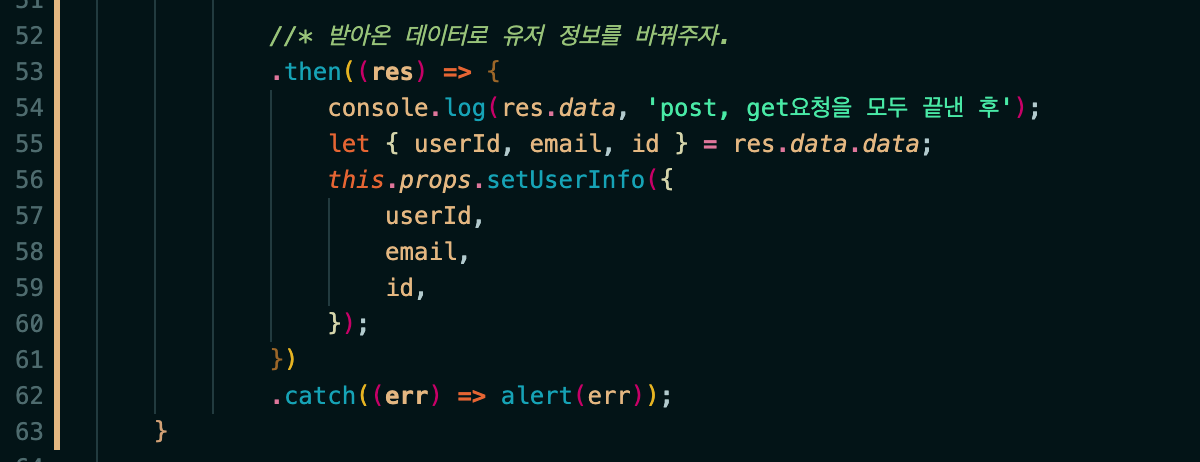 51
52 //* 받아온 데이터로 유저 정보를 바꿔주자.
53 .then((res) => {
54 console.log(res.data, 'post, get요청을 모두 끝낸 후');
55 let { userId, email, id } = res.data.data;
56 this.props.setUserInfo({
57 userId,
58 email,
59 id,
60 });
61 })
62 .catch((err) => alert(err));
63 }
64